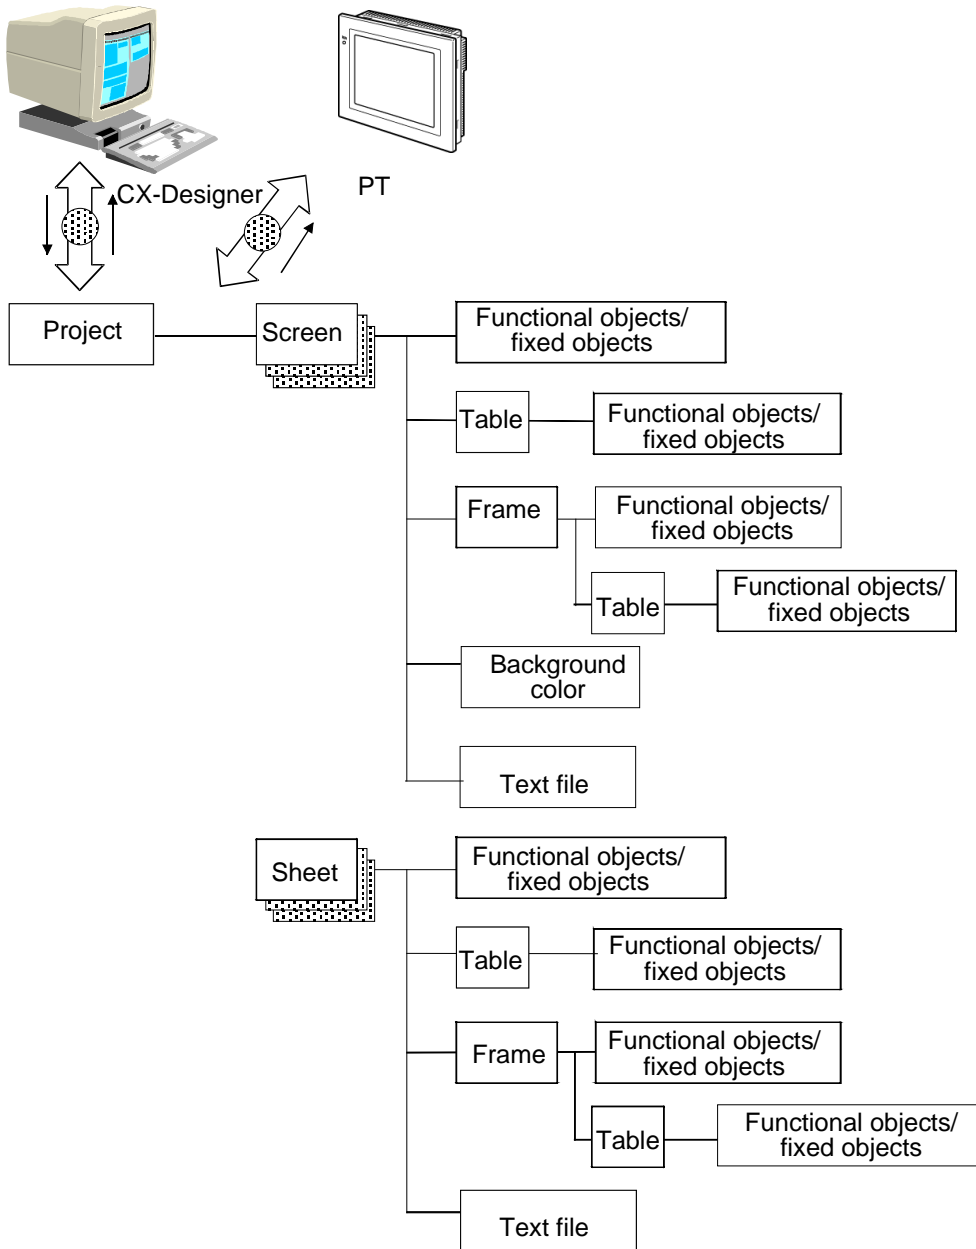 CX-Designer
PT
Project
Screen
Functional objects/
fixed objects
Table
Functional objects/
fixed objects
Frame
Functional objects/
fixed objects
Table
Functional objects/
fixed objects
Background
color
Text file
Sheet
Functional objects/
fixed objects
Table
Functional objects/
fixed objects
Frame
Functional objects/
fixed objects
Table
Functional objects/
fixed objects
Text file